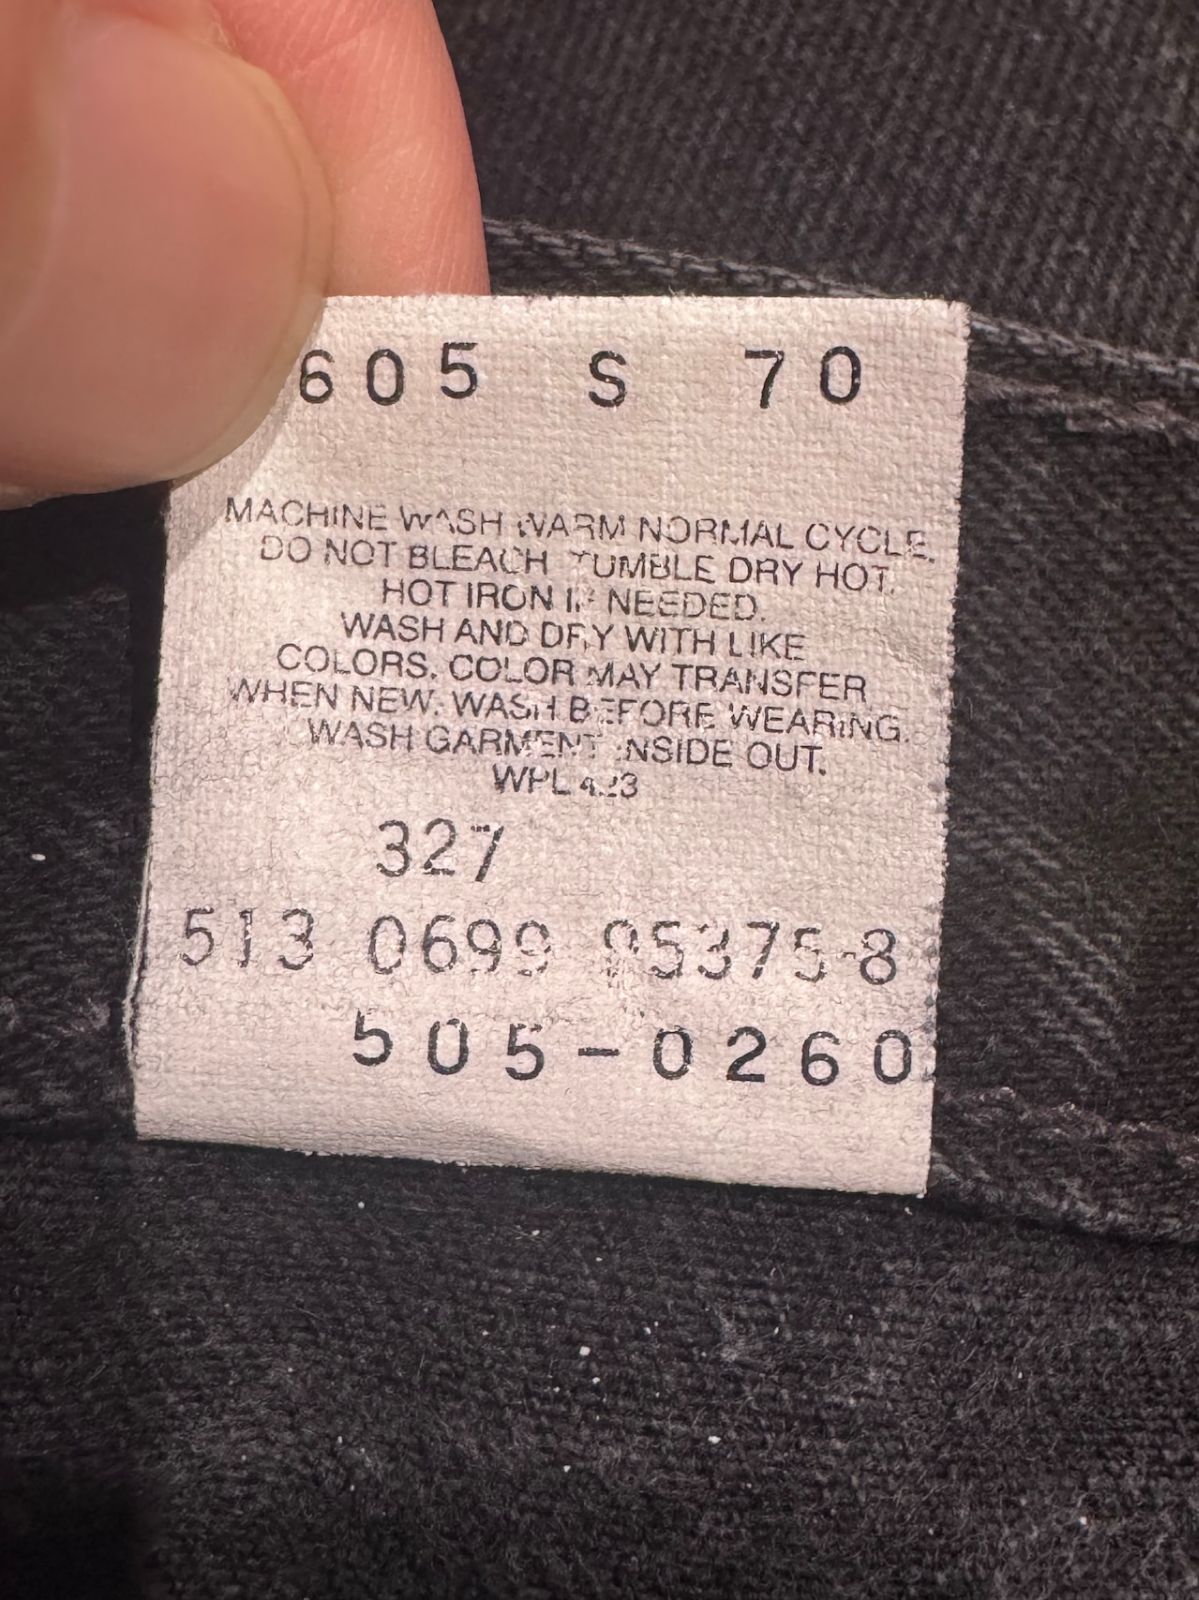 605 S 70
MACHINE WASH WARM NORMAL CYCLE.
DO NOT BLEACH TUMBLE DRY HOT.
HOT IRON IF NEEDED.
WASH AND DRY WITH LIKE
COLORS. COLOR MAY TRANSFER
WHEN NEW. WASH BEFORE WEARING.
WASH GARMENT INSIDE OUT.
WPL 423
327
513 0699 95375-8
505-0260